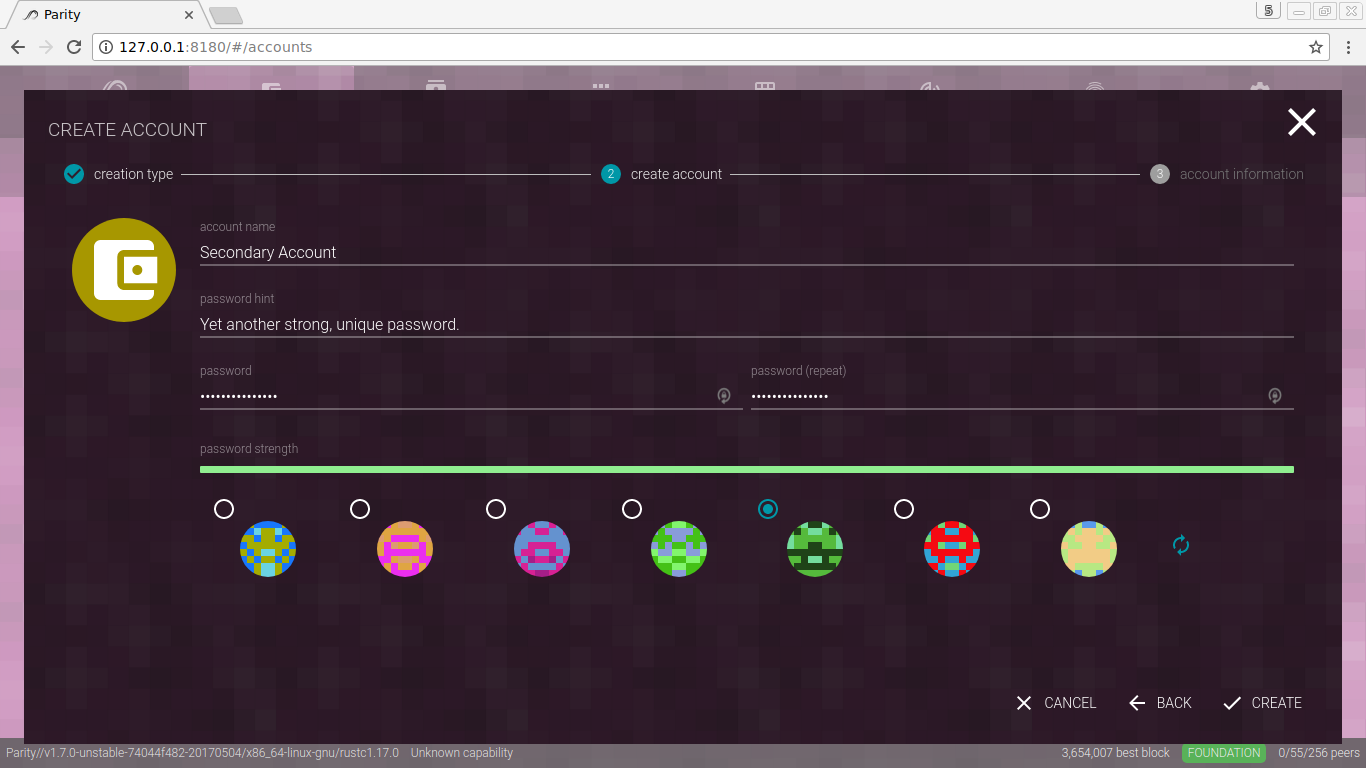 Parity
5
127.0.0.1:8180/#/accounts
CREATE ACCOUNT
creation type
2 create account
3 account information
account name
Secondary Account
password hint
Yet another strong, unique password.
password password (repeat)
••••••••••••••• •••••••••••••••
password strength
CANCEL BACK CREATE
Parity//v1.7.0-unstable-74044f482-20170504/x86_64-linux-gnu/rustc1.17.0 Unknown capability 3,654,007 best block FOUNDATION 0/55/256 peers